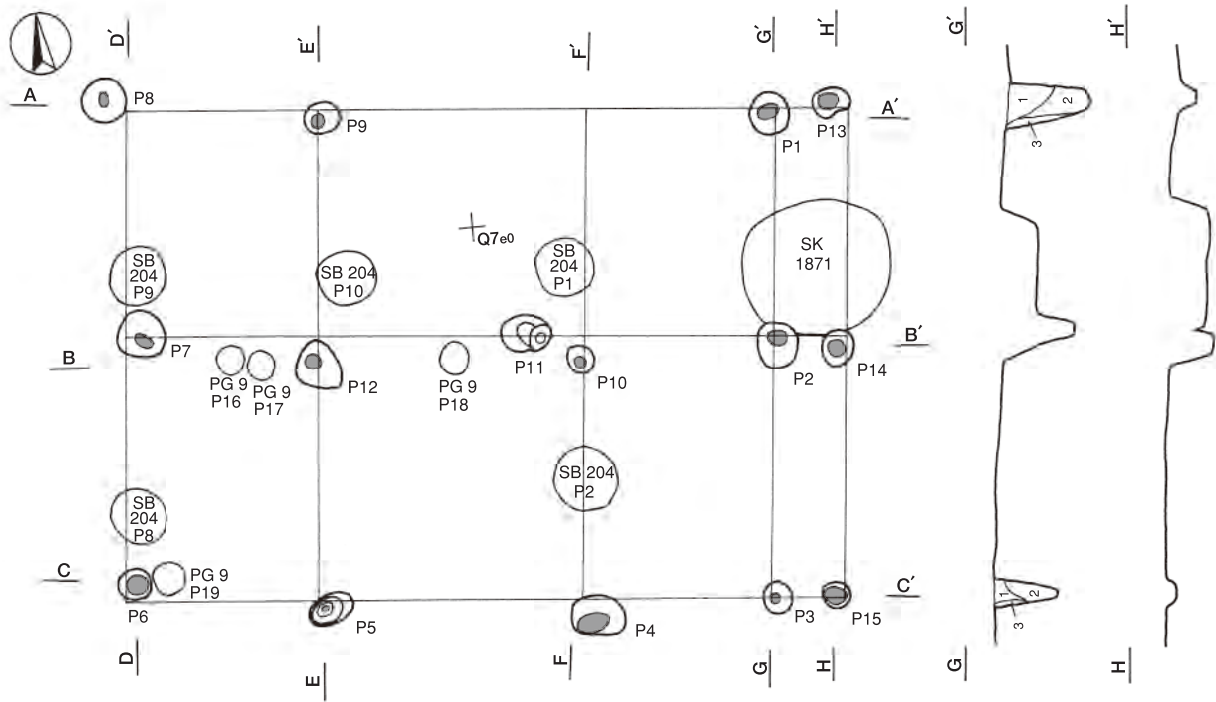 D′
E′
F′
G′
H′
G′
H′
A
P8
P9
P1
P13
A′
1
2
3
Q7e0
SB
204
P9
SB 204
P10
SB
204
P1
SK
1871
B
P7
PG 9
P16
PG 9
P17
P12
PG 9
P18
P11
P10
P2
P14
B′
SB 204
P2
SB
204
P8
C
P6
PG 9
P19
P5
P4
P3
P15
C′
1
2
3
D
E
F
G
H
G
H